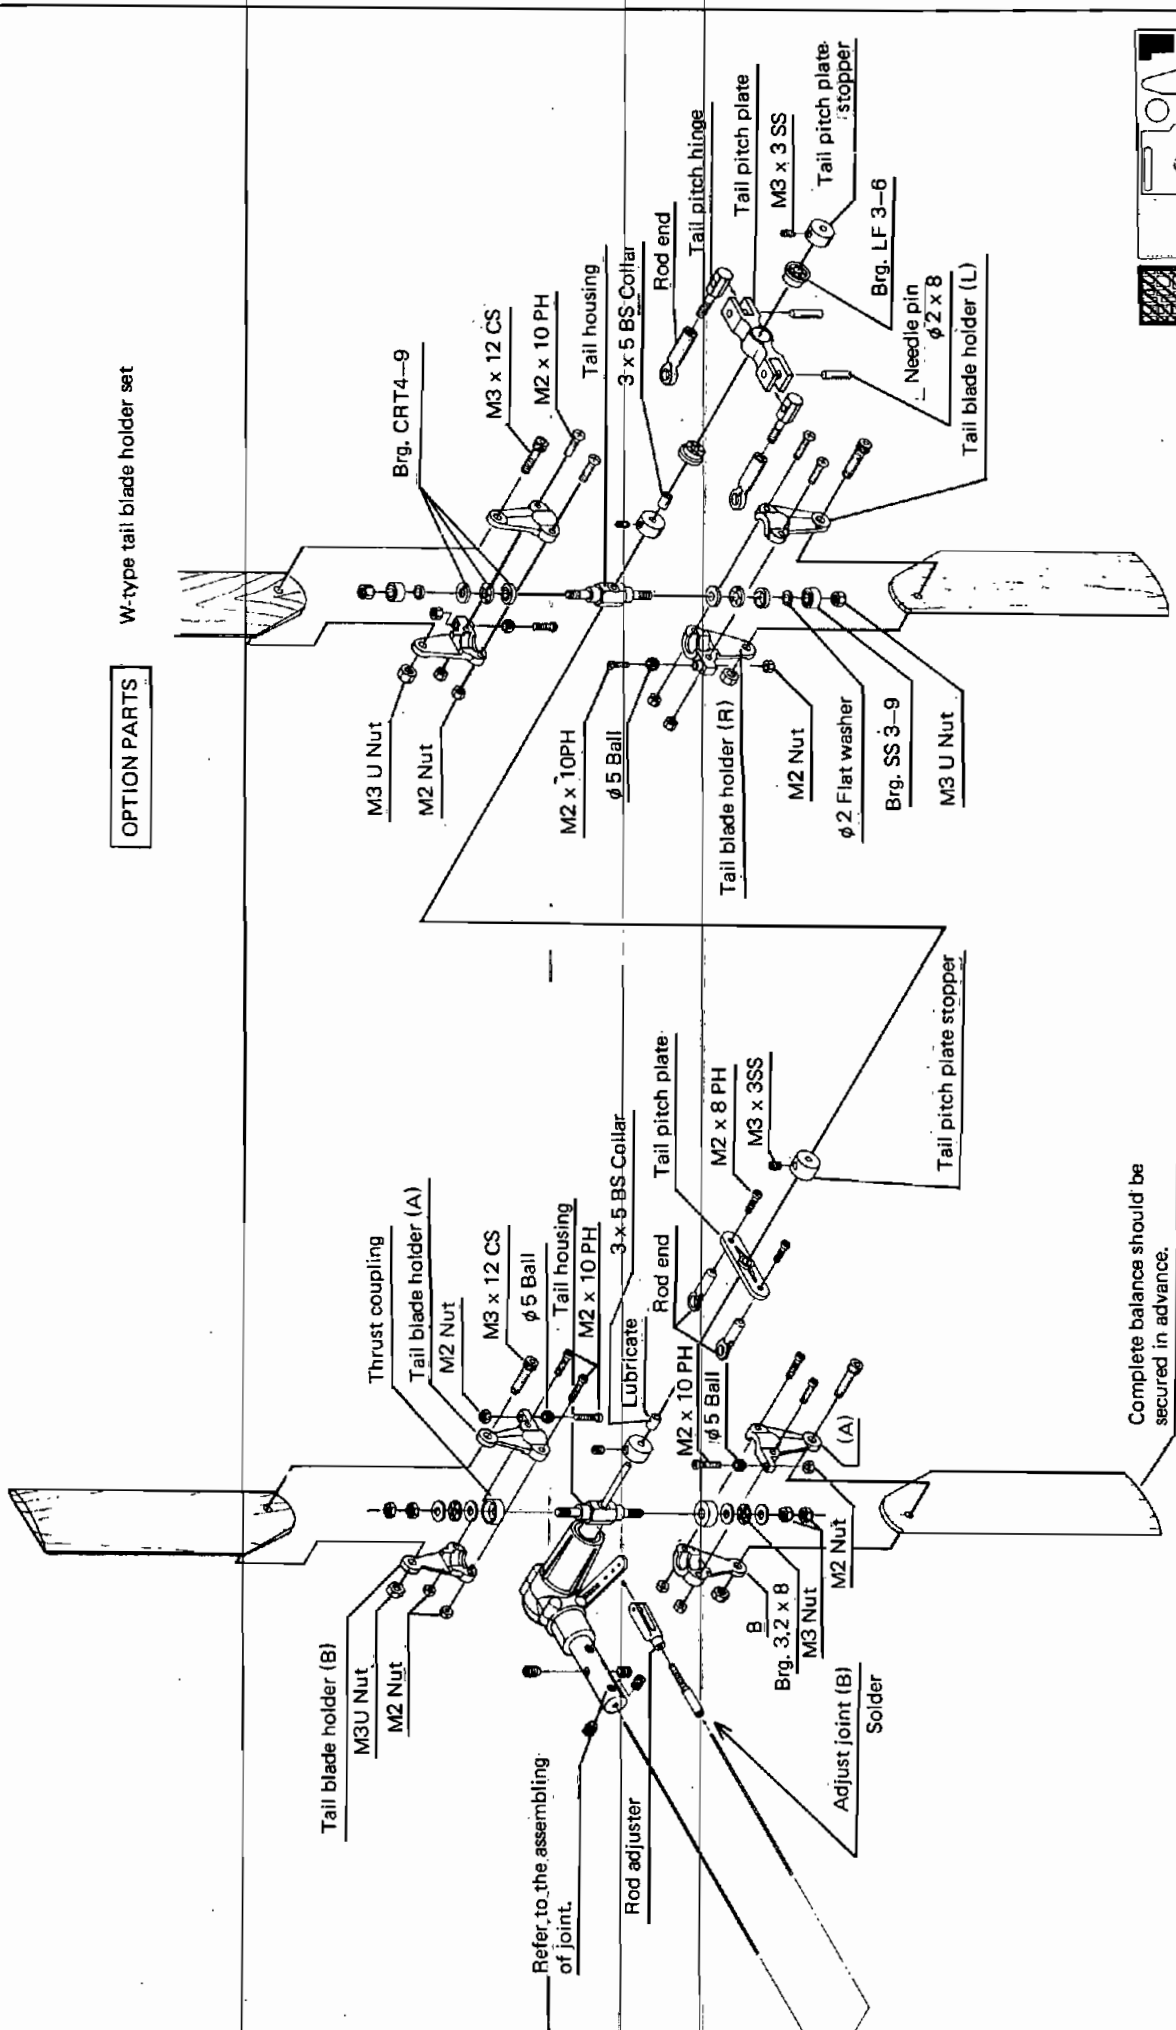 OPTION PARTS
W-type tail blade holder set
Brg. CRT4-9
M3 x 12 CS
M2 x 10 PH
Tail housing
3 x 5 BS Collar
Rod end
Tail pitch hinge
Tail pitch plate
M3 x 3 SS
Tail pitch plate
stopper
M3 U Nut
M2 Nut
M2 x 10PH
φ5 Ball
Tail blade holder (R)
M2 Nut
φ2 Flat washer
Brg. SS 3-9
M3 U Nut
Brg. LF 3-6
Needle pin
φ2 x 8
Tail blade holder (L)
Thrust coupling
Tail blade holder (A)
M2 Nut
M3 x 12 CS
φ5 Ball
Tail housing
M2 x 10 PH
3 x 5 BS Collar
Lubricate
Rod end
Tail pitch plate
M2 x 8 PH
M3 x 3SS
Tail pitch plate stopper
Tail blade holder (B)
M3U Nut
M2 Nut
M2 x 10 PH
φ5 Ball
(A)
M2 Nut
B
Brg. 3.2 x 8
M3 Nut
Refer to the assembling
of joint.
Rod adjuster
Adjust joint (B)
Solder
Complete balance should be
secured in advance.